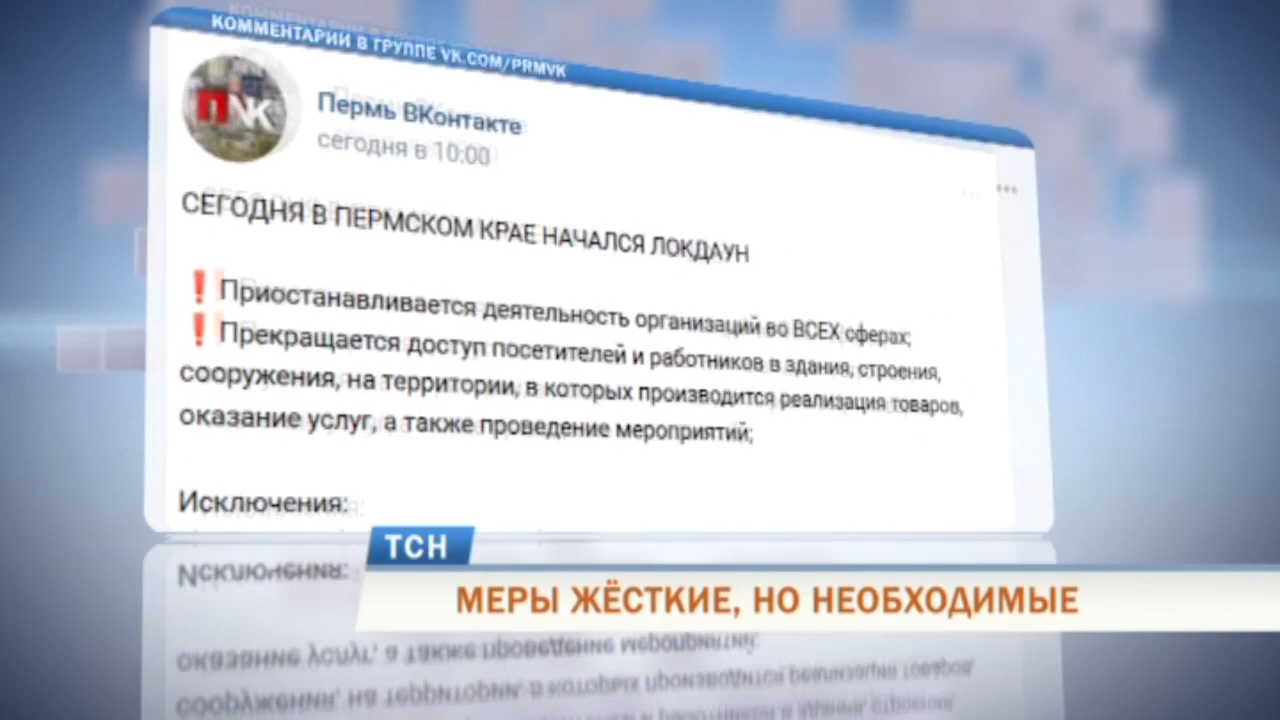 КОММЕНТАРИИ В ГРУППЕ VK.COM/PRMVK
Пермь ВКонтакте
сегодня в 10:00
СЕГОДНЯ В ПЕРМСКОМ КРАЕ НАЧАЛСЯ ЛОКДАУН
❗Приостанавливается деятельность организаций во ВСЕХ сферах;
❗Прекращается доступ посетителей и работников в здания, строения,
сооружения, на территории, в которых производится реализация товаров,
оказание услуг, а также проведение мероприятий;
Исключения:
ТСН
МЕРЫ ЖЁСТКИЕ, НО НЕОБХОДИМЫЕ